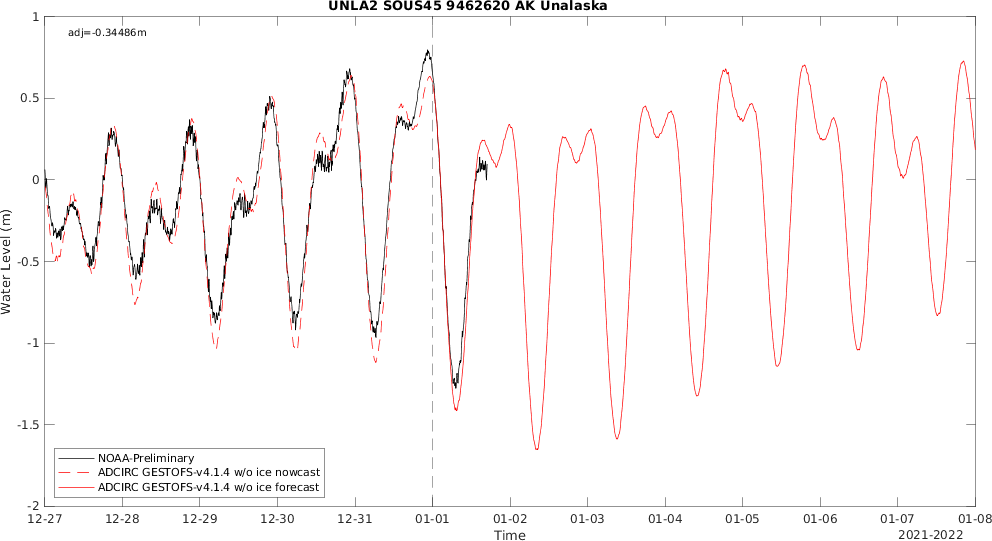 UNLA2 SOUS45 9462620 AK Unalaska
adj=-0.34486m
1
0.5
0
-0.5
-1
-1.5
-2
Water Level (m)
NOAA-Preliminary
ADCIRC GESTOFS-v4.1.4 w/o ice nowcast
ADCIRC GESTOFS-v4.1.4 w/o ice forecast
12-27 12-28 12-29 12-30 12-31 01-01 01-02 01-03 01-04 01-05 01-06 01-07 01-08
Time
2021-2022